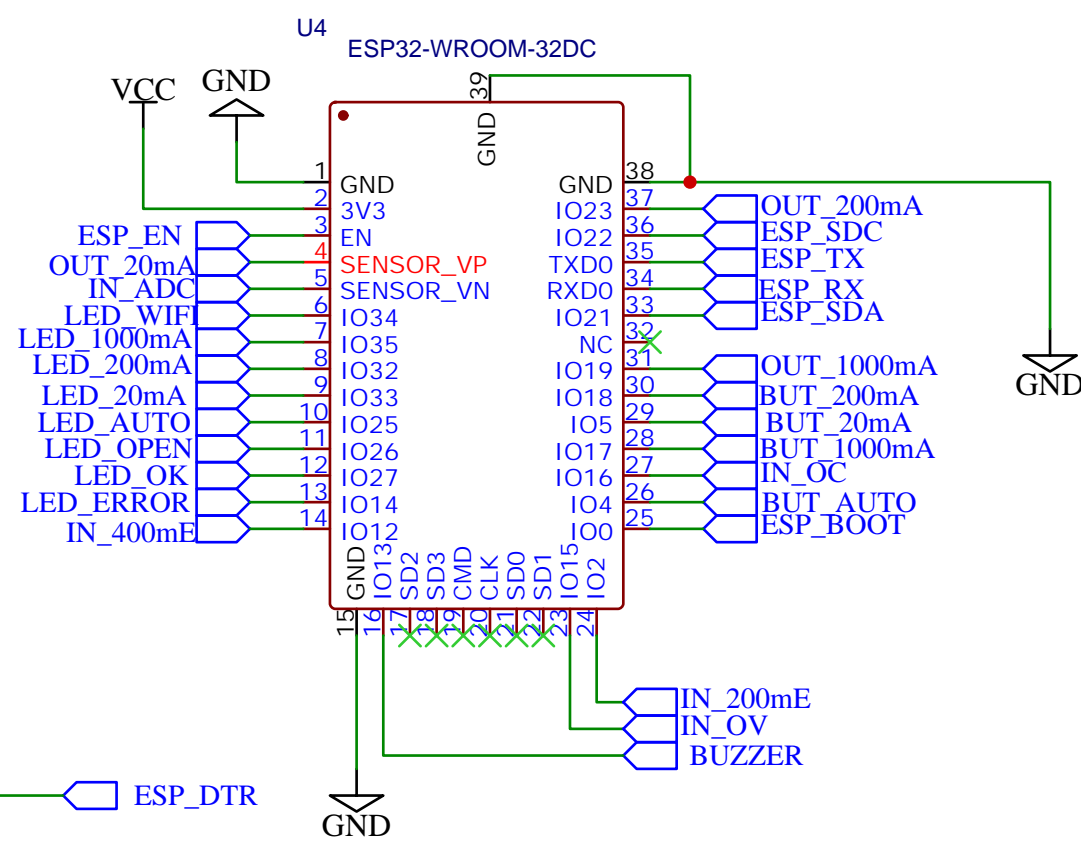 U4
ESP32-WROOM-32DC
VCC
GND
39
GND
1 GND
2 3V3
3 EN
4 SENSOR_VP
5 SENSOR_VN
6 IO34
7 IO35
8 IO32
9 IO33
10 IO25
11 IO26
12 IO27
13 IO14
14 IO12
ESP_EN
OUT_20mA
IN_ADC
LED_WIFI
LED_1000mA
LED_200mA
LED_20mA
LED_AUTO
LED_OPEN
LED_OK
LED_ERROR
IN_400mE
GND 38
IO23 37
IO22 36
TXD0 35
RXD0 34
IO21 33
NC 32
IO19 31
IO18 30
IO5 29
IO17 28
IO16 27
IO4 26
IO0 25
OUT_200mA
ESP_SDC
ESP_TX
ESP_RX
ESP_SDA
OUT_1000mA
BUT_200mA
BUT_20mA
BUT_1000mA
IN_OC
BUT_AUTO
ESP_BOOT
GND
GND 15
IO13 16
SD2 17
SD3 18
CMD 19
CLK 20
SD0 21
SD1 22
IO15 23
IO2 24
IN_200mE
IN_OV
BUZZER
ESP_DTR
GND